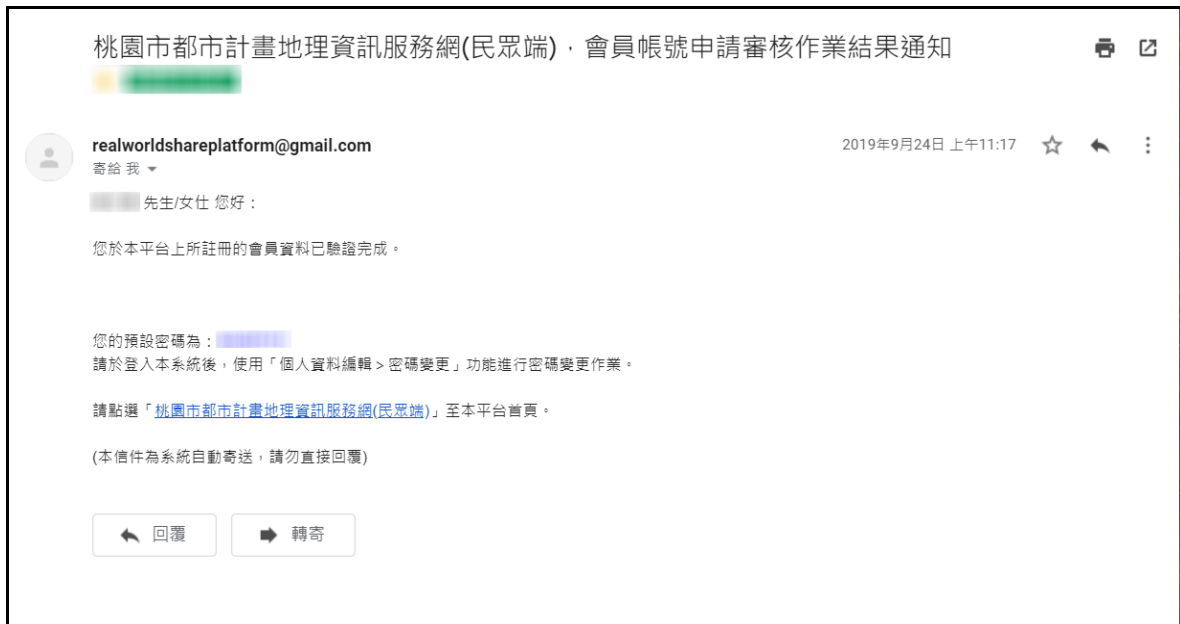 桃園市都市計畫地理資訊服務網(民眾端)，會員帳號申請審核作業結果通知
realworldshareplatform@gmail.com
2019年9月24日 上午11:17
寄給 我
先生/女仕 您好：
您於本平台上所註冊的會員資料已驗證完成。
您的預設密碼為：
請於登入本系統後，使用「個人資料編輯 > 密碼變更」功能進行密碼變更作業。
請點選「桃園市都市計畫地理資訊服務網(民眾端)」至本平台首頁。
(本信件為系統自動寄送，請勿直接回覆)
回覆
轉寄